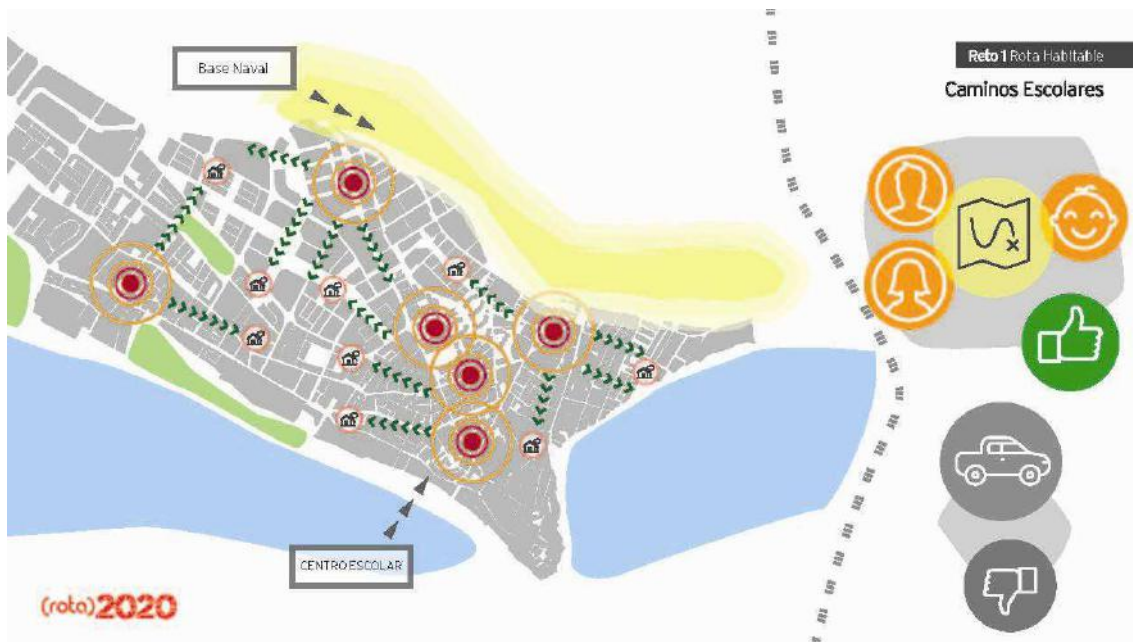 Base Naval
Reto 1 Rota Habitable
Caminos Escolares
CENTRO ESCOLAR
(rota)2020